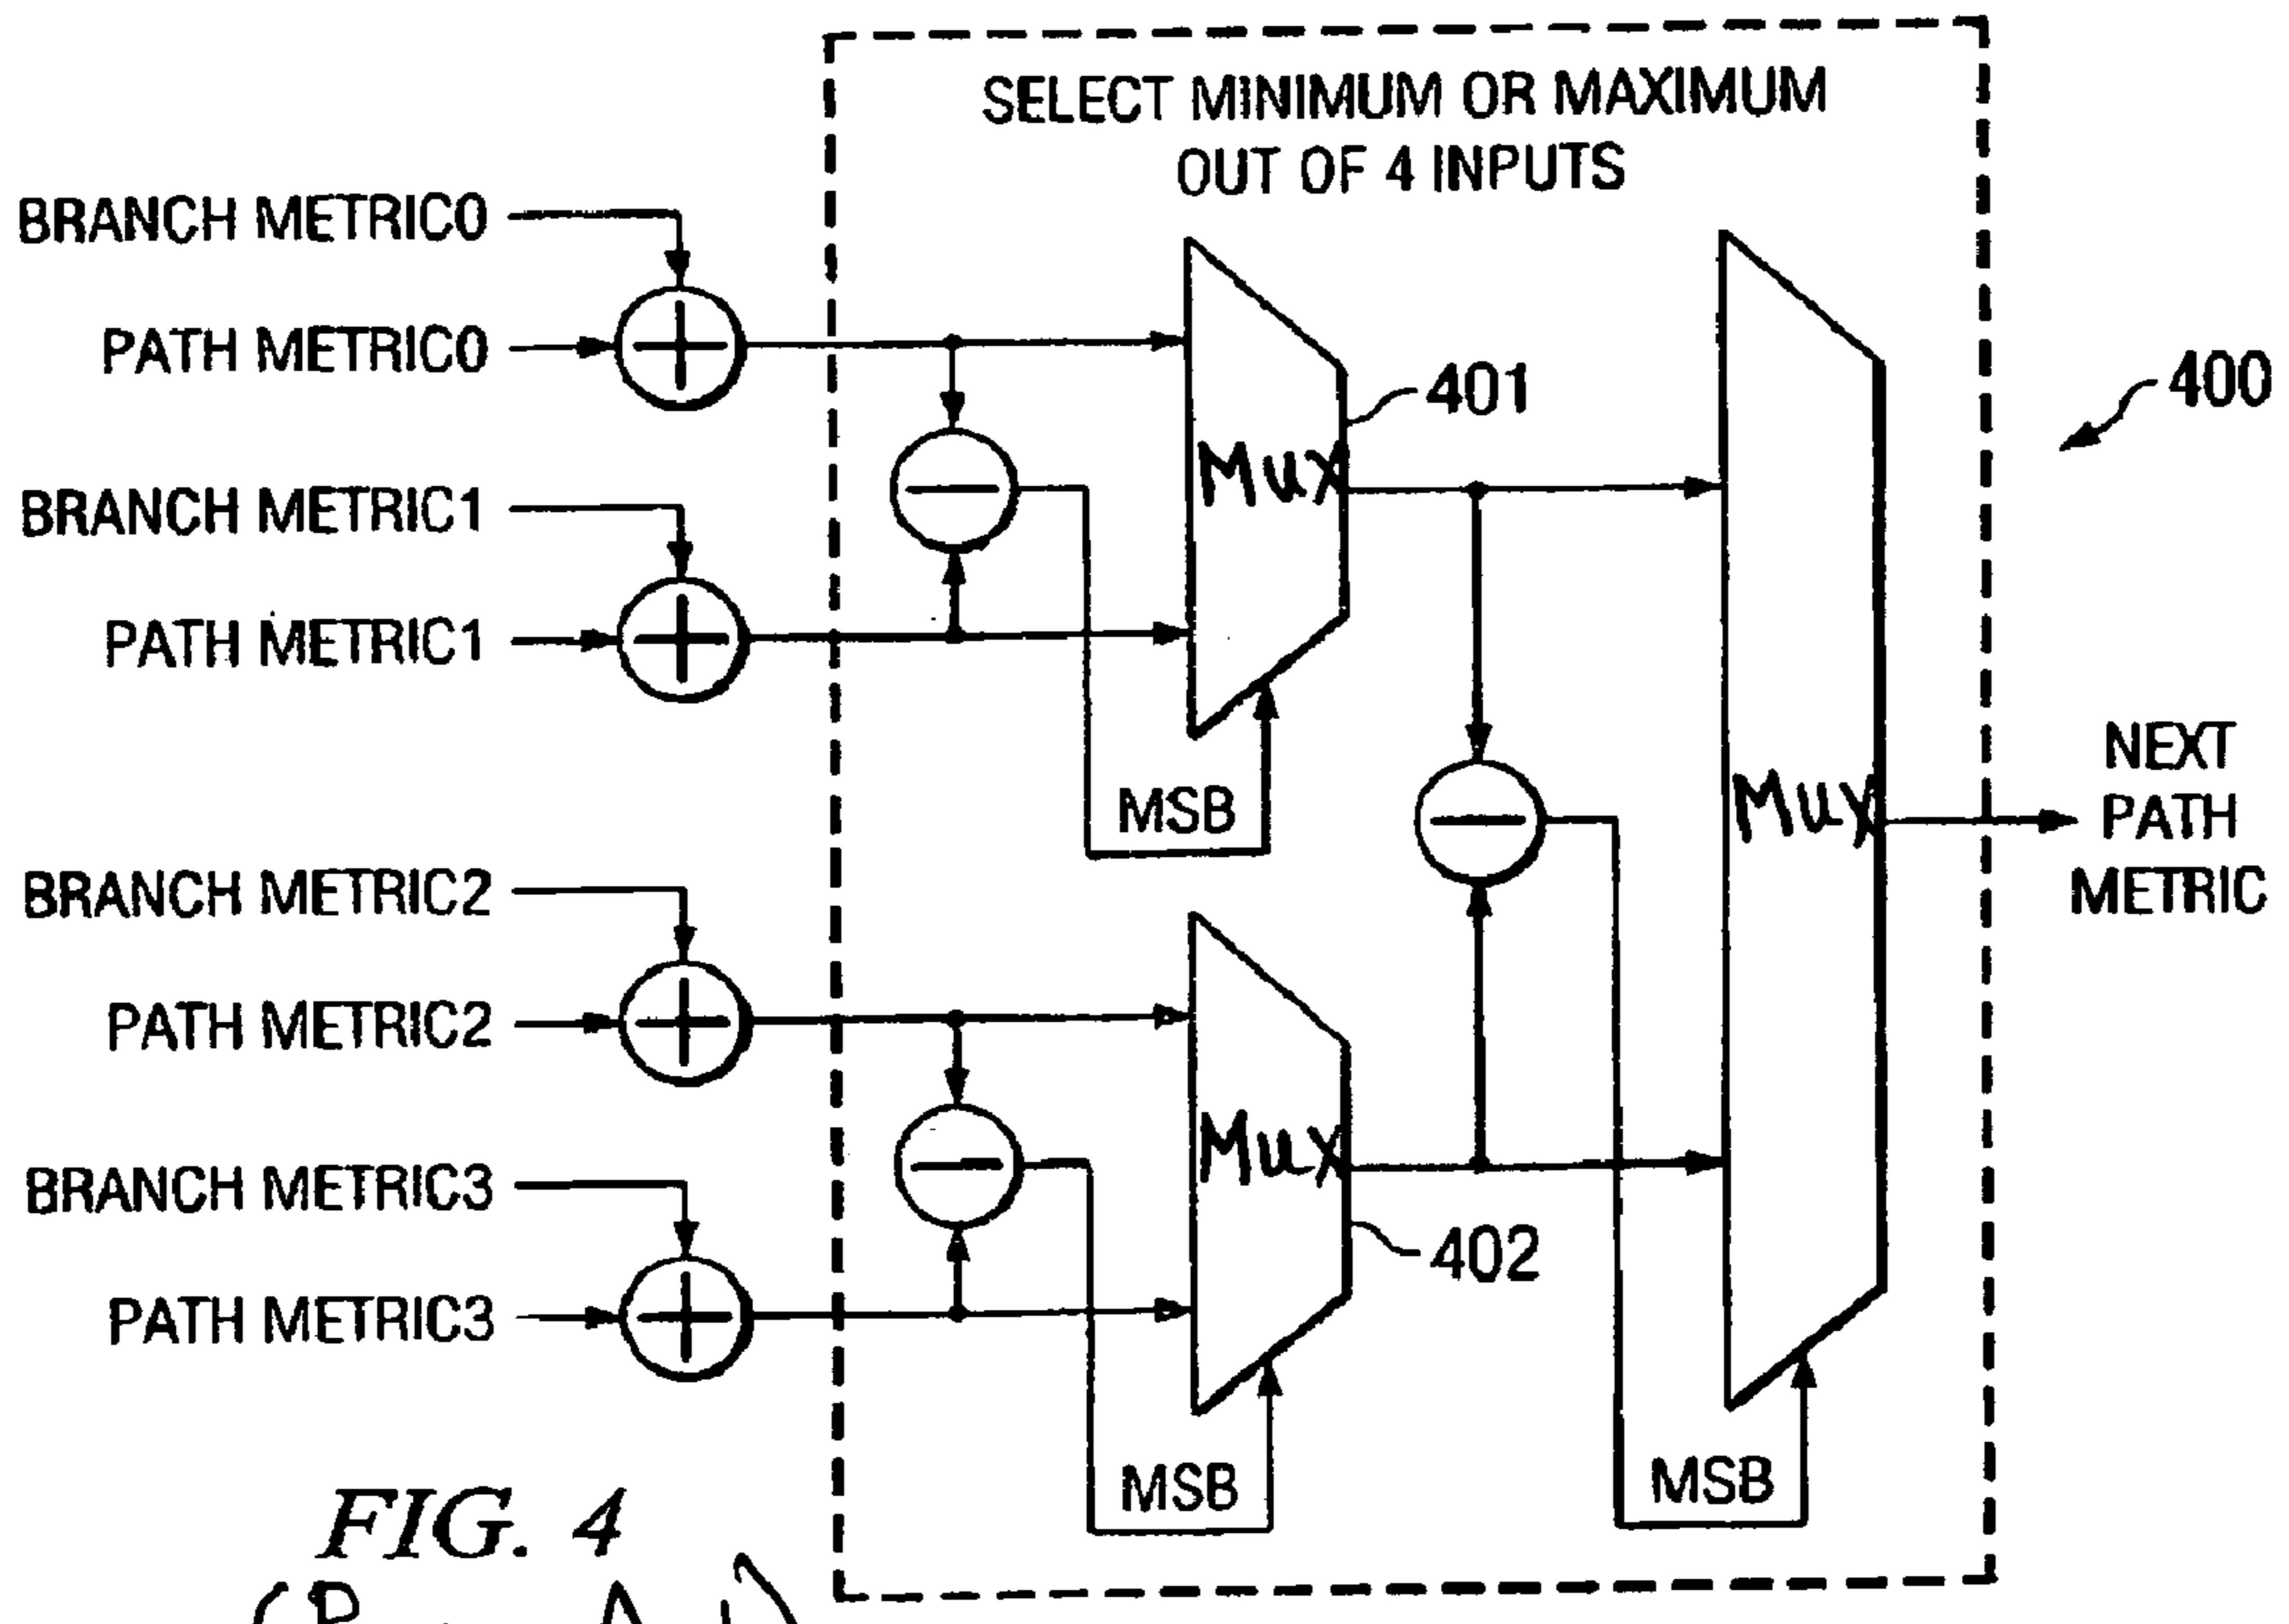 SELECT MINIMUM OR MAXIMUM
OUT OF 4 INPUTS
BRANCH METRIC0
PATH METRIC0
BRANCH METRIC1
PATH METRIC1
BRANCH METRIC2
PATH METRIC2
BRANCH METRIC3
PATH METRIC3
Mux
401
MSB
Mux
402
MSB
Mux
MSB
400
NEXT
PATH
METRIC
FIG. 4